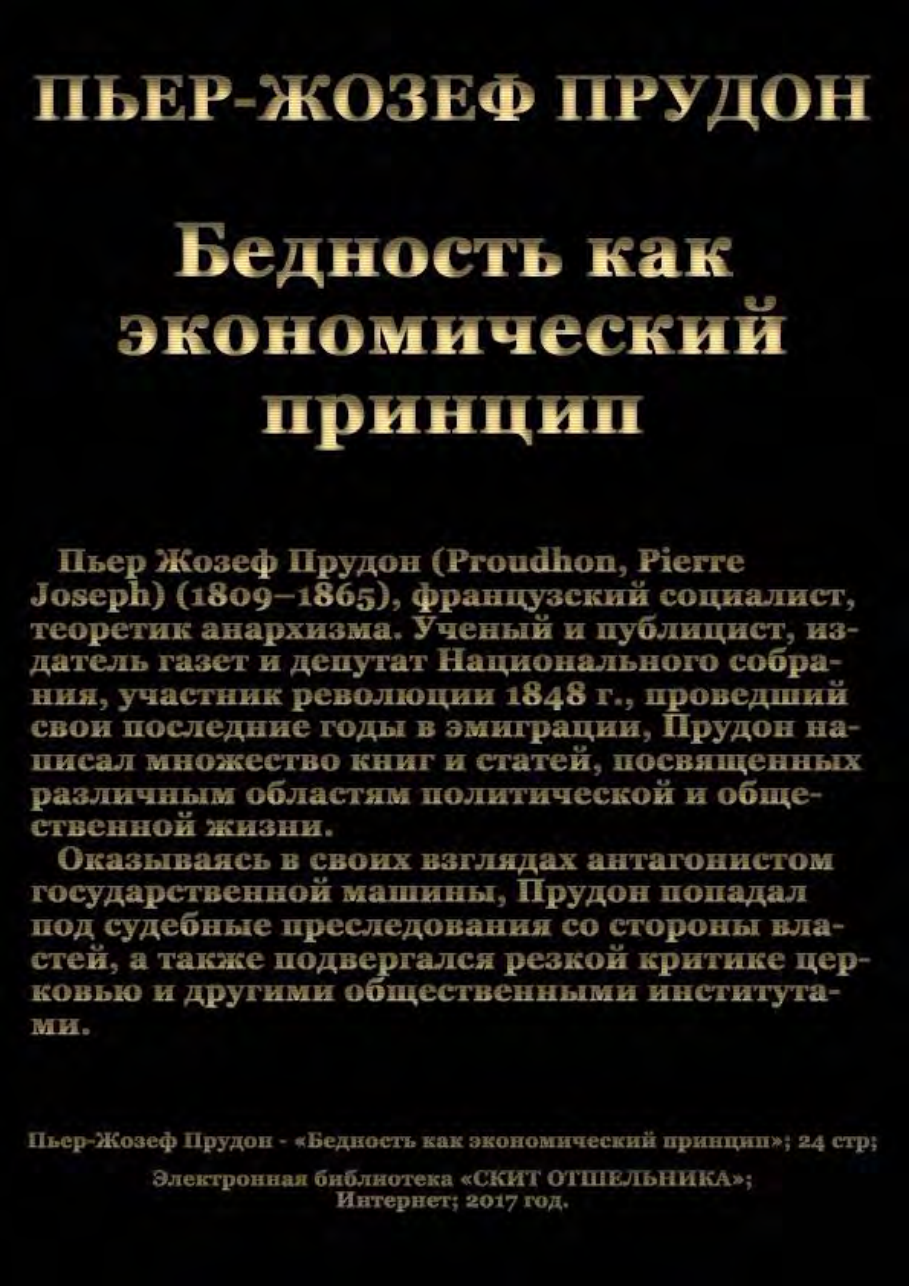 ПЬЕР-ЖОЗЕФ ПРУДОН
Бедность как
экономический
принцип
Пьер Жозеф Прудон (Proudhon, Pierre
Joseph) (1809–1865), французский социалист,
теоретик анархизма. Ученый и публицист, из-
датель газет и депутат Национального собра-
ния, участник революции 1848 г., проведший
свои последние годы в эмиграции, Прудон на-
писал множество книг и статей, посвященных
различным областям политической и обще-
ственной жизни.
Оказываясь в своих взглядах антагонистом
государственной машины, Прудон попадал
под судебные преследования со стороны вла-
стей, а также подвергался резкой критике цер-
ковью и другими общественными института-
ми.
Пьер-Жозеф Прудон - «Бедность как экономический принцип»; 24 стр;
Электронная библиотека «СКИТ ОТШЕЛЬНИКА»;
Интернет; 2017 год.